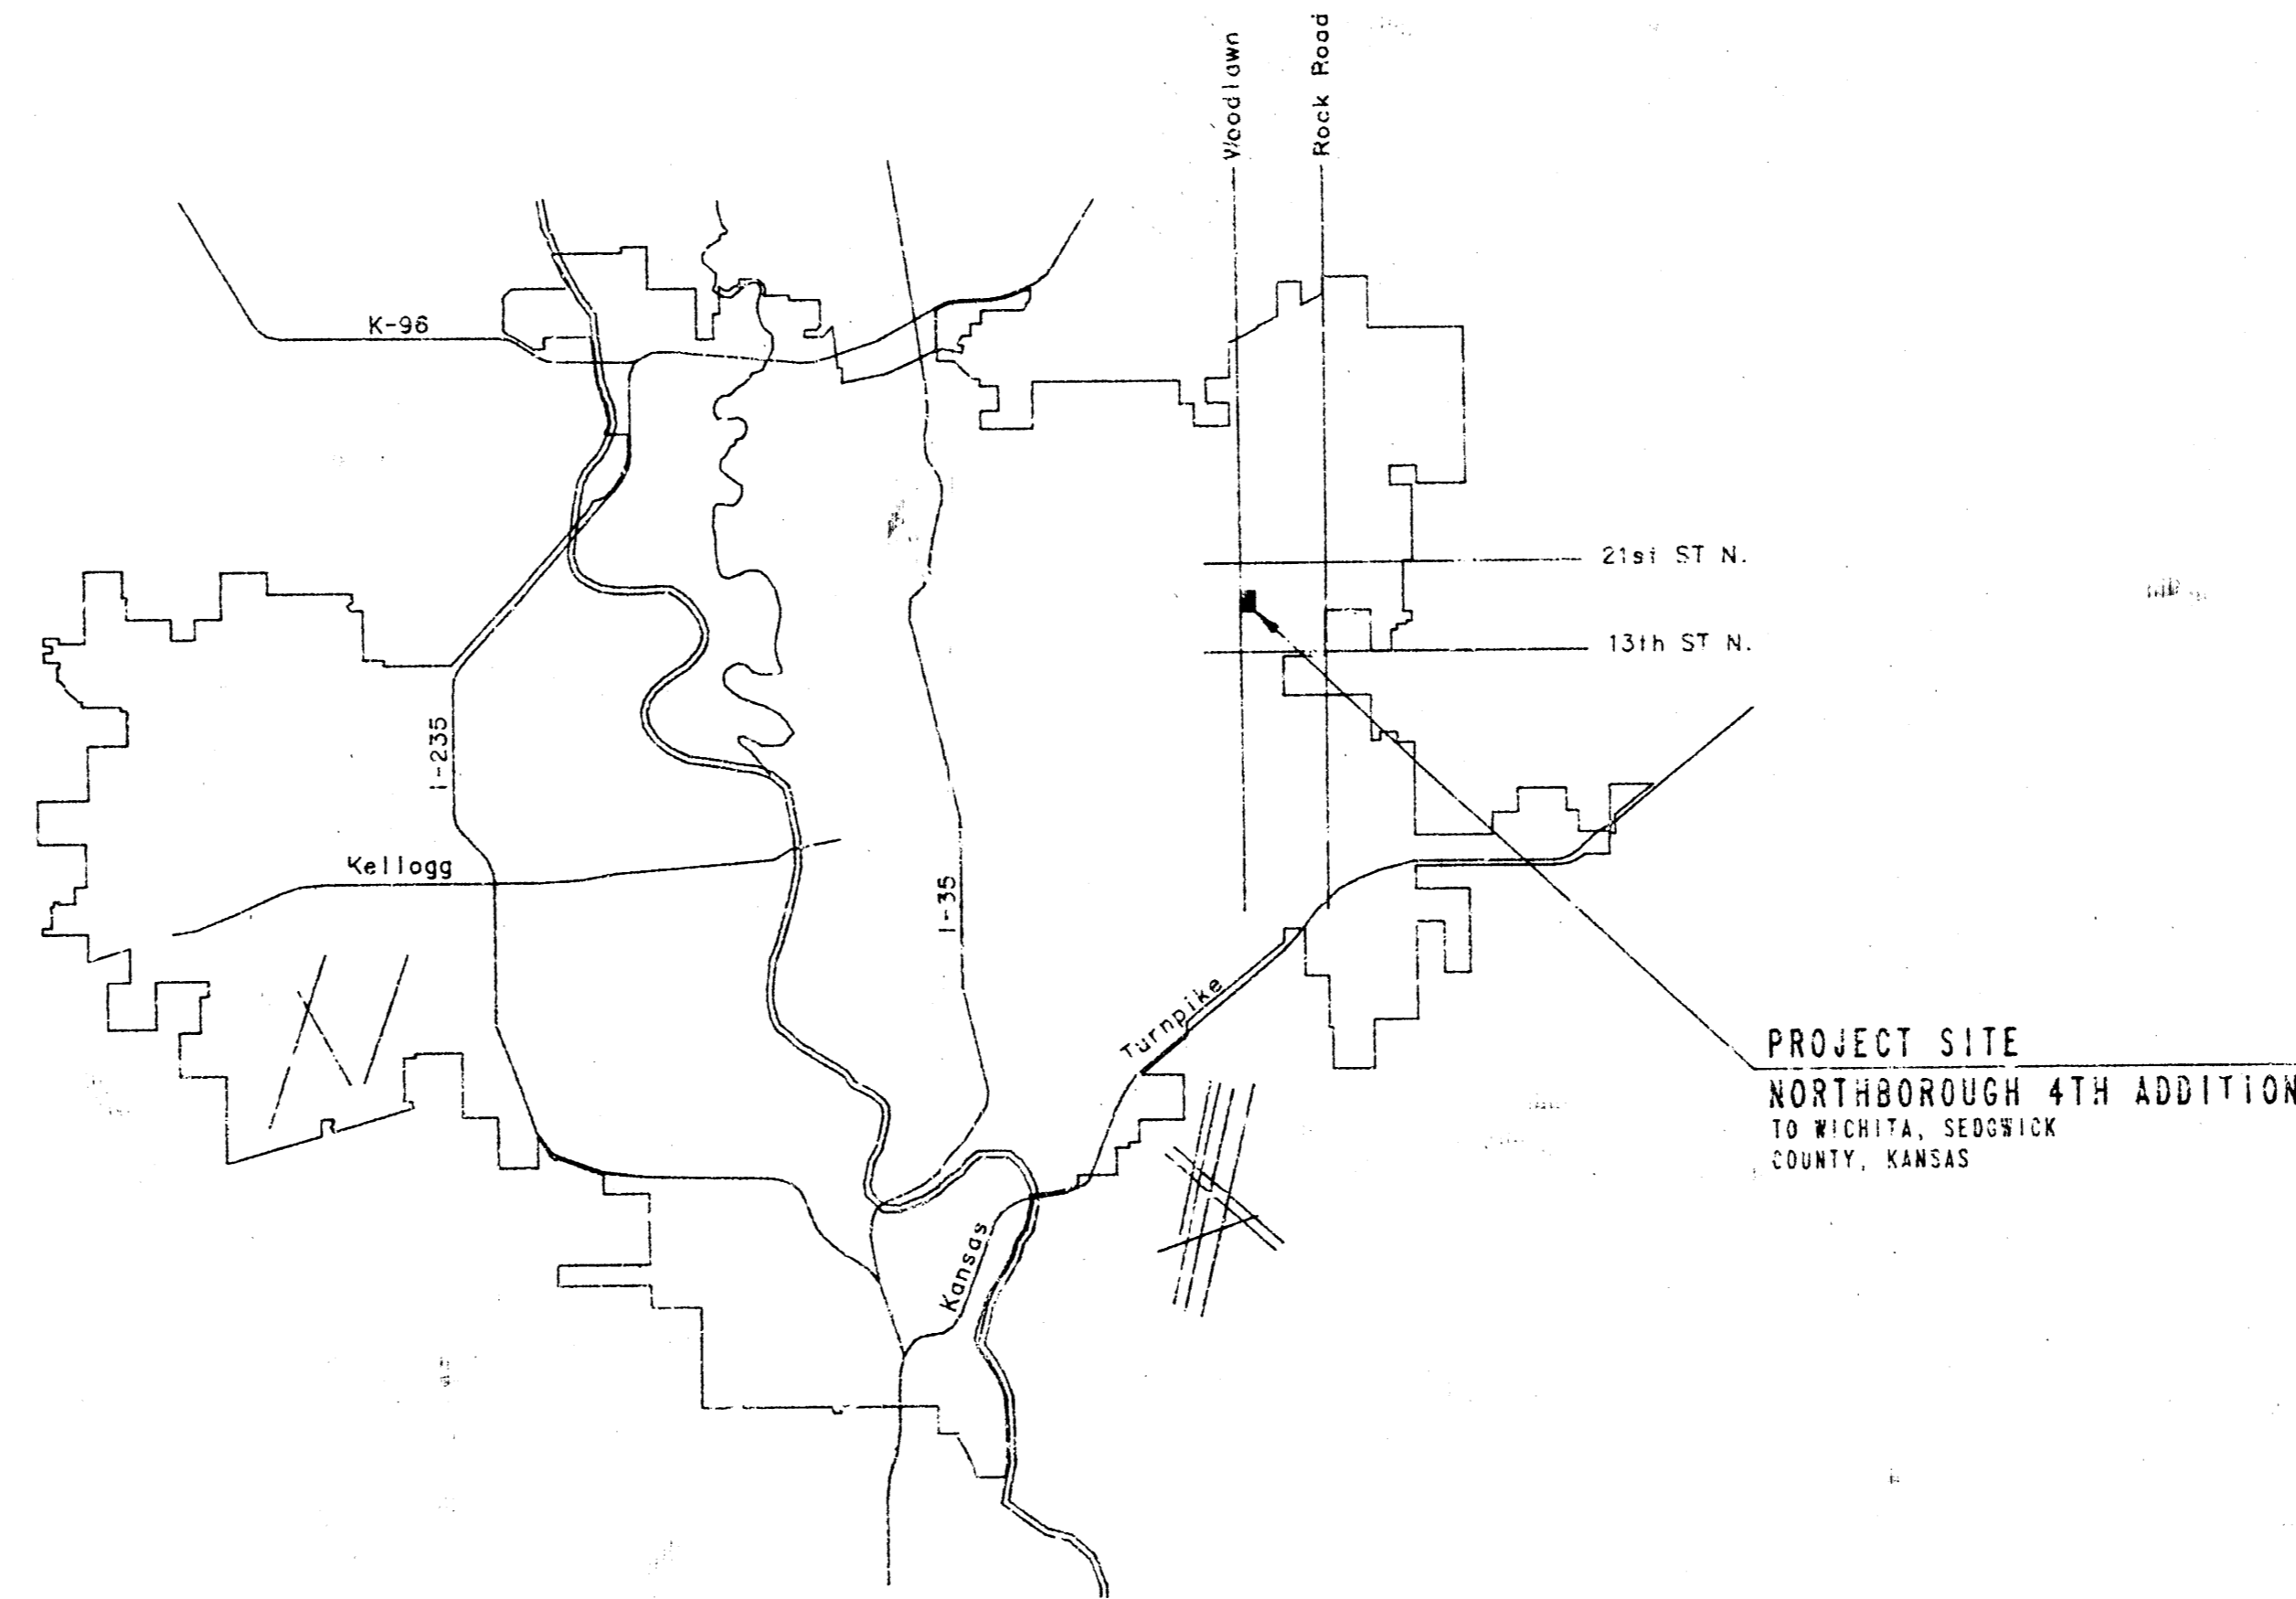 Woodlawn
Rock Road
K-96
21st ST N.
13th ST N.
I-235
Kellogg
I-35
Turnpike
PROJECT SITE
NORTHBOROUGH 4TH ADDITION
TO WICHITA, SEDGWICK
COUNTY, KANSAS
Kansas